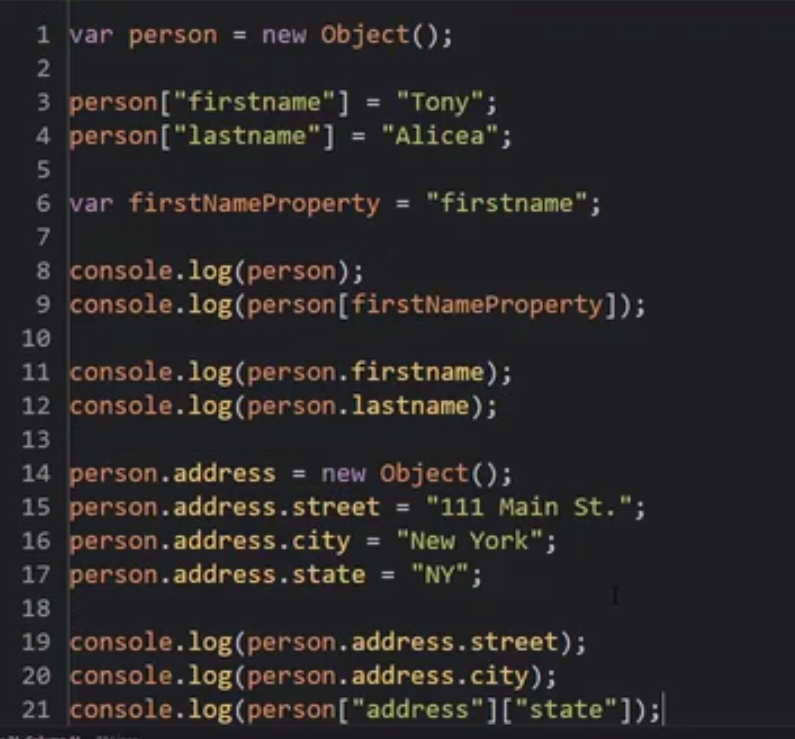 1 var person = new Object();
2
3 person["firstname"] = "Tony";
4 person["lastname"] = "Alicea";
5
6 var firstNameProperty = "firstname";
7
8 console.log(person);
9 console.log(person[firstNameProperty]);
10
11 console.log(person.firstname);
12 console.log(person.lastname);
13
14 person.address = new Object();
15 person.address.street = "111 Main St.";
16 person.address.city = "New York";
17 person.address.state = "NY";
18
19 console.log(person.address.street);
20 console.log(person.address.city);
21 console.log(person["address"]["state"]);